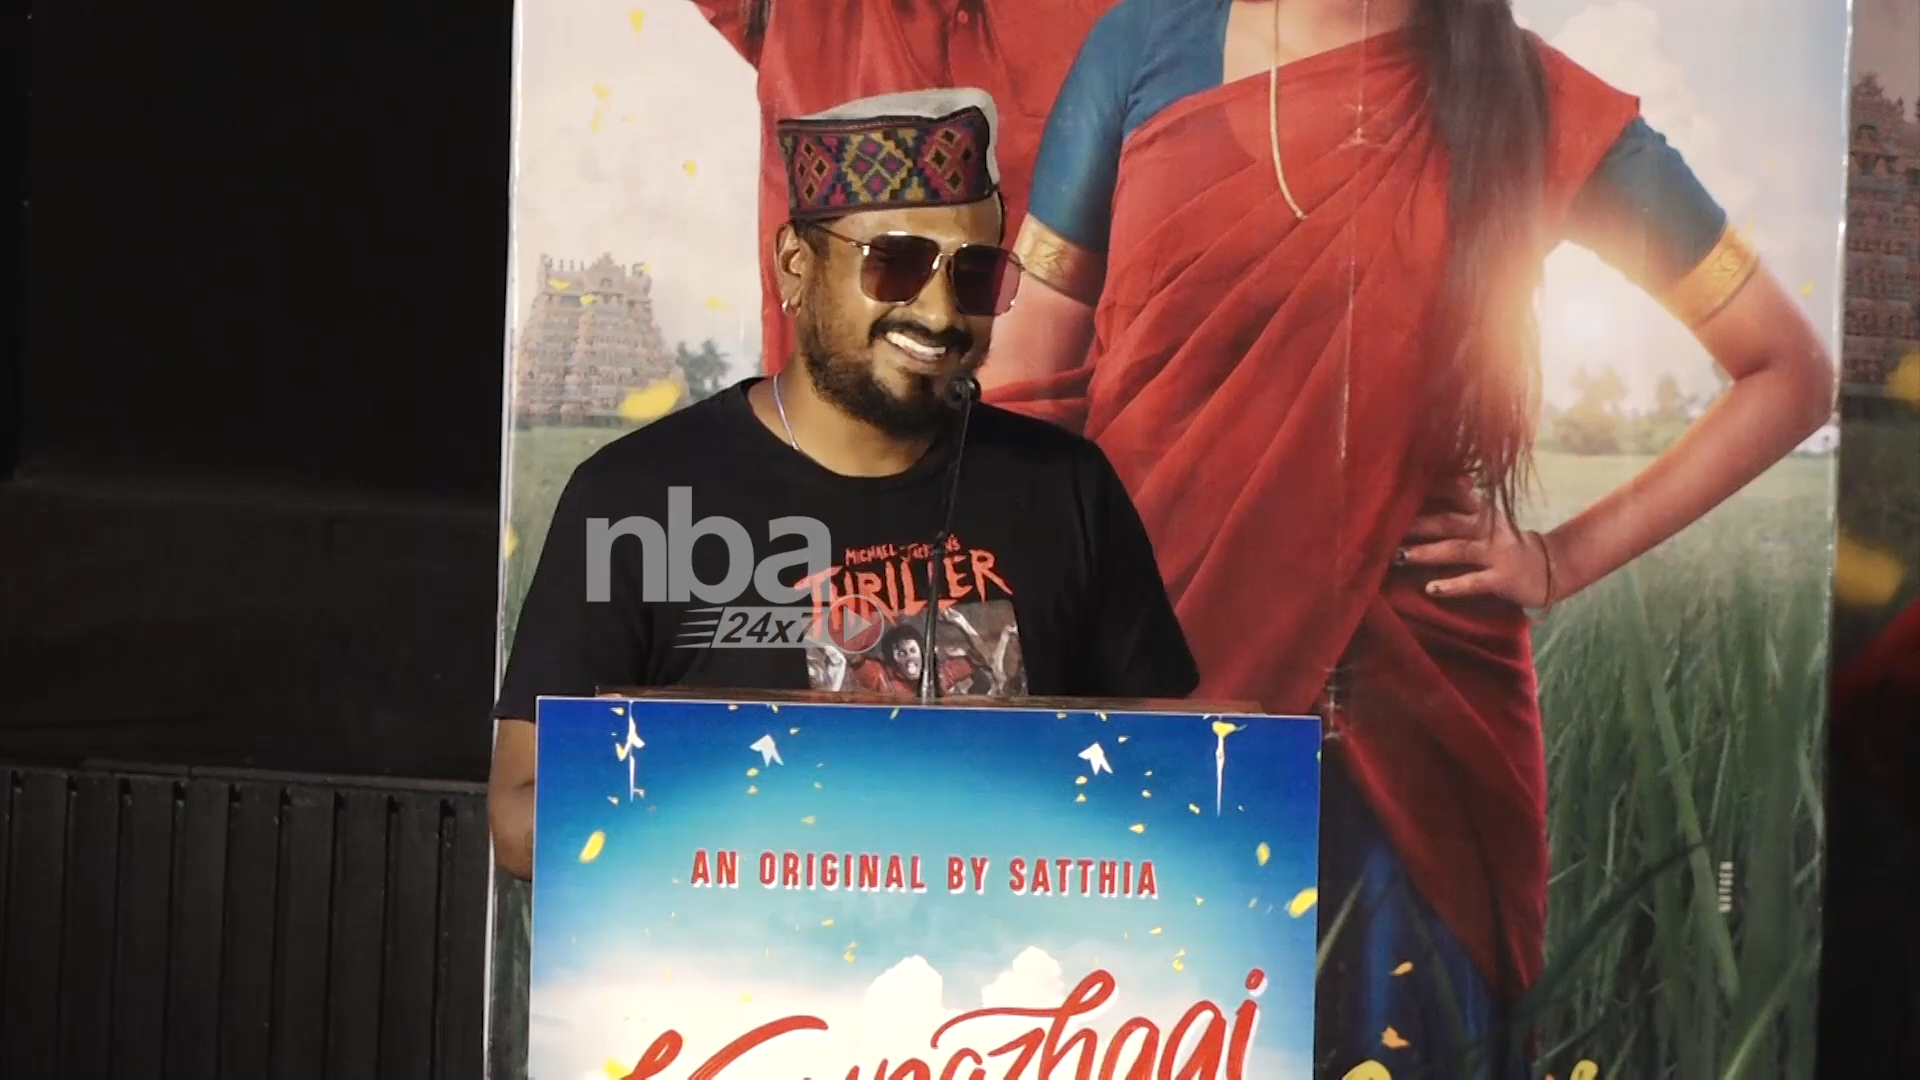 nba
24x7
MICHAEL JACKSON'S
THRILLER
AN ORIGINAL BY SATTHIA